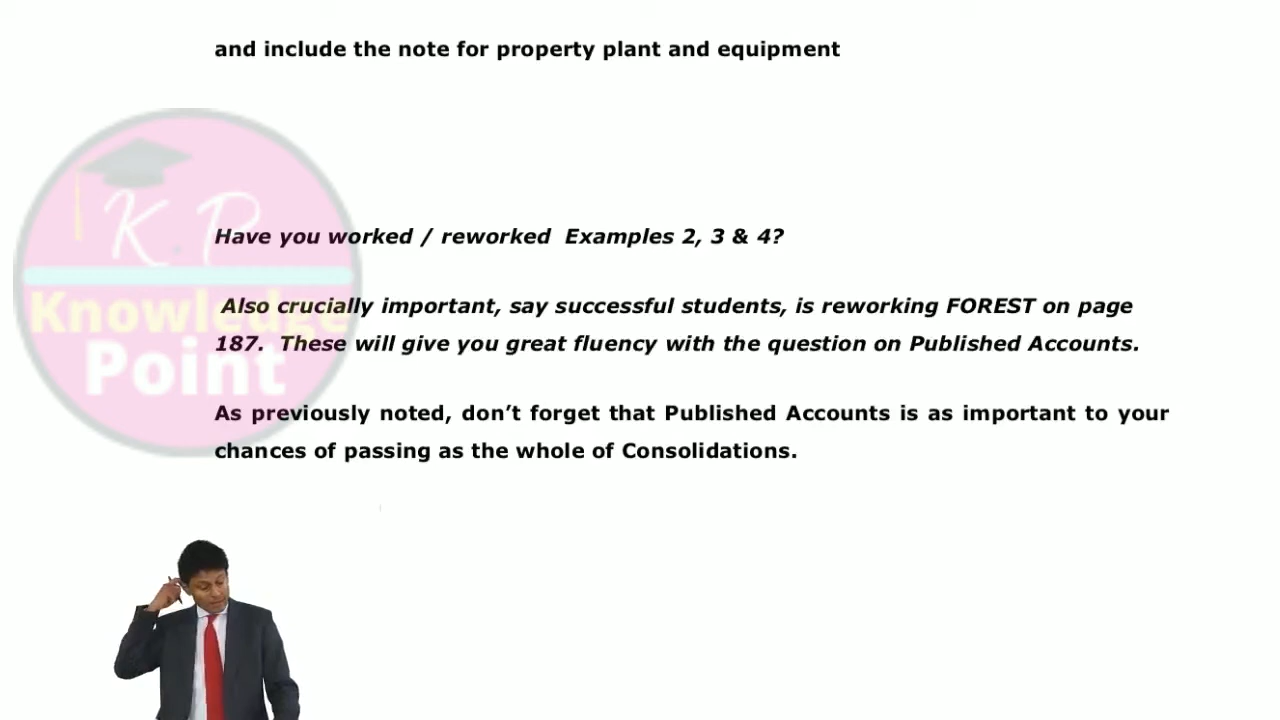 and include the note for property plant and equipment
K.P
Knowledge
Point
Have you worked / reworked Examples 2, 3 & 4?
Also crucially important, say successful students, is reworking FOREST on page
187. These will give you great fluency with the question on Published Accounts.
As previously noted, don’t forget that Published Accounts is as important to your
chances of passing as the whole of Consolidations.